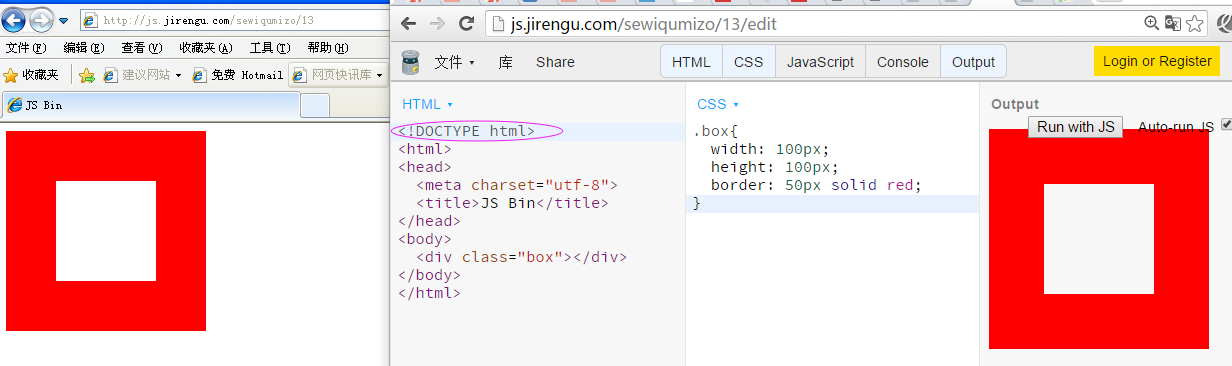 http://js.jirengu.com/sewiqumizo/13
文件(F) 编辑(E) 查看(V) 收藏夹(A) 工具(T) 帮助(H)
收藏夹 建议网站 免费 Hotmail 网页快讯库
JS Bin
js.jirengu.com/sewiqumizo/13/edit
文件 库 Share HTML CSS JavaScript Console Output Login or Register
HTML
<!DOCTYPE html>
<html>
<head>
<meta charset="utf-8">
<title>JS Bin</title>
</head>
<body>
<div class="box"></div>
</body>
</html>
CSS
.box{
width: 100px;
height: 100px;
border: 50px solid red;
}
Output
Run with JS Auto-run JS